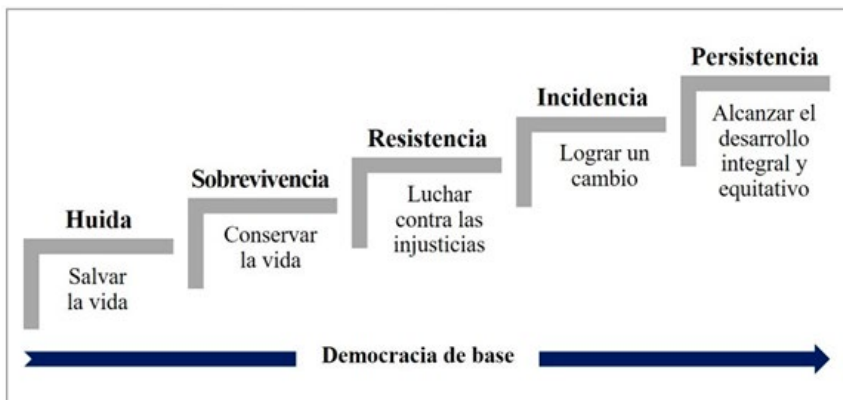 Huida
Salvar
la vida
Sobrevivencia
Conservar
la vida
Resistencia
Luchar
contra las
injusticias
Incidencia
Lograr un
cambio
Persistencia
Alcanzar el
desarrollo
integral y
equitativo
Democracia de base